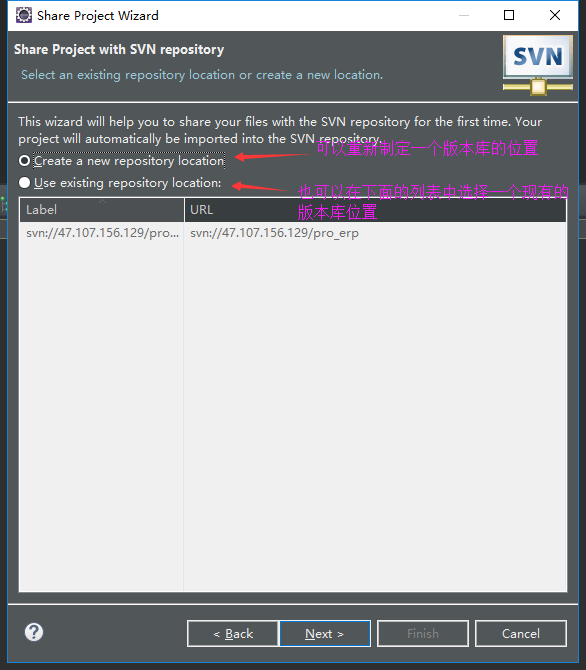 Share Project Wizard
Share Project with SVN repository
Select an existing repository location or create a new location.
SVN
This wizard will help you to share your files with the SVN repository for the first time. Your
project will automatically be imported into the SVN repository.
可以重新制定一个版本库的位置
Create a new repository location
Use existing repository location:
也可以在下面的列表中选择一个现有的
版本库位置
Label URL
svn://47.107.156.129/pro... svn://47.107.156.129/pro_erp
?
< Back Next > Finish Cancel